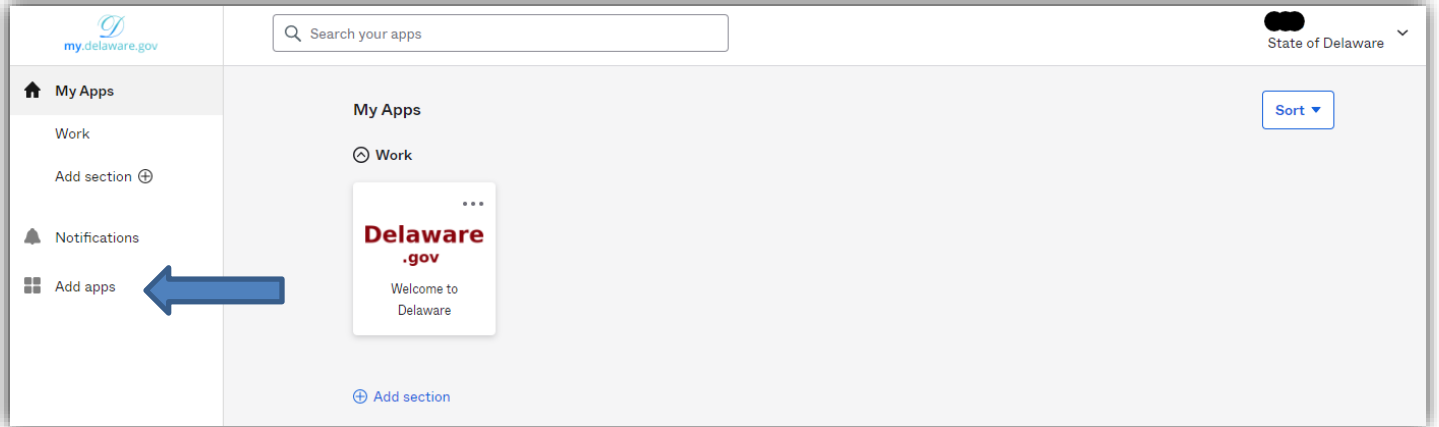 D
my.delaware.gov
Search your apps
State of Delaware
My Apps
Work
Add section
Notifications
Add apps
My Apps
Sort
Work
Delaware
.gov
Welcome to
Delaware
Add section